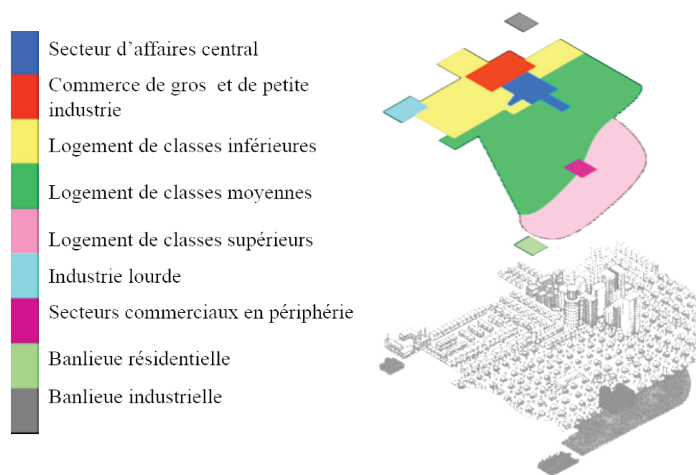 Secteur d'affaires central
Commerce de gros et de petite
industrie
Logement de classes inférieures
Logement de classes moyennes
Logement de classes supérieurs
Industrie lourde
Secteurs commerciaux en périphérie
Banlieue résidentielle
Banlieue industrielle